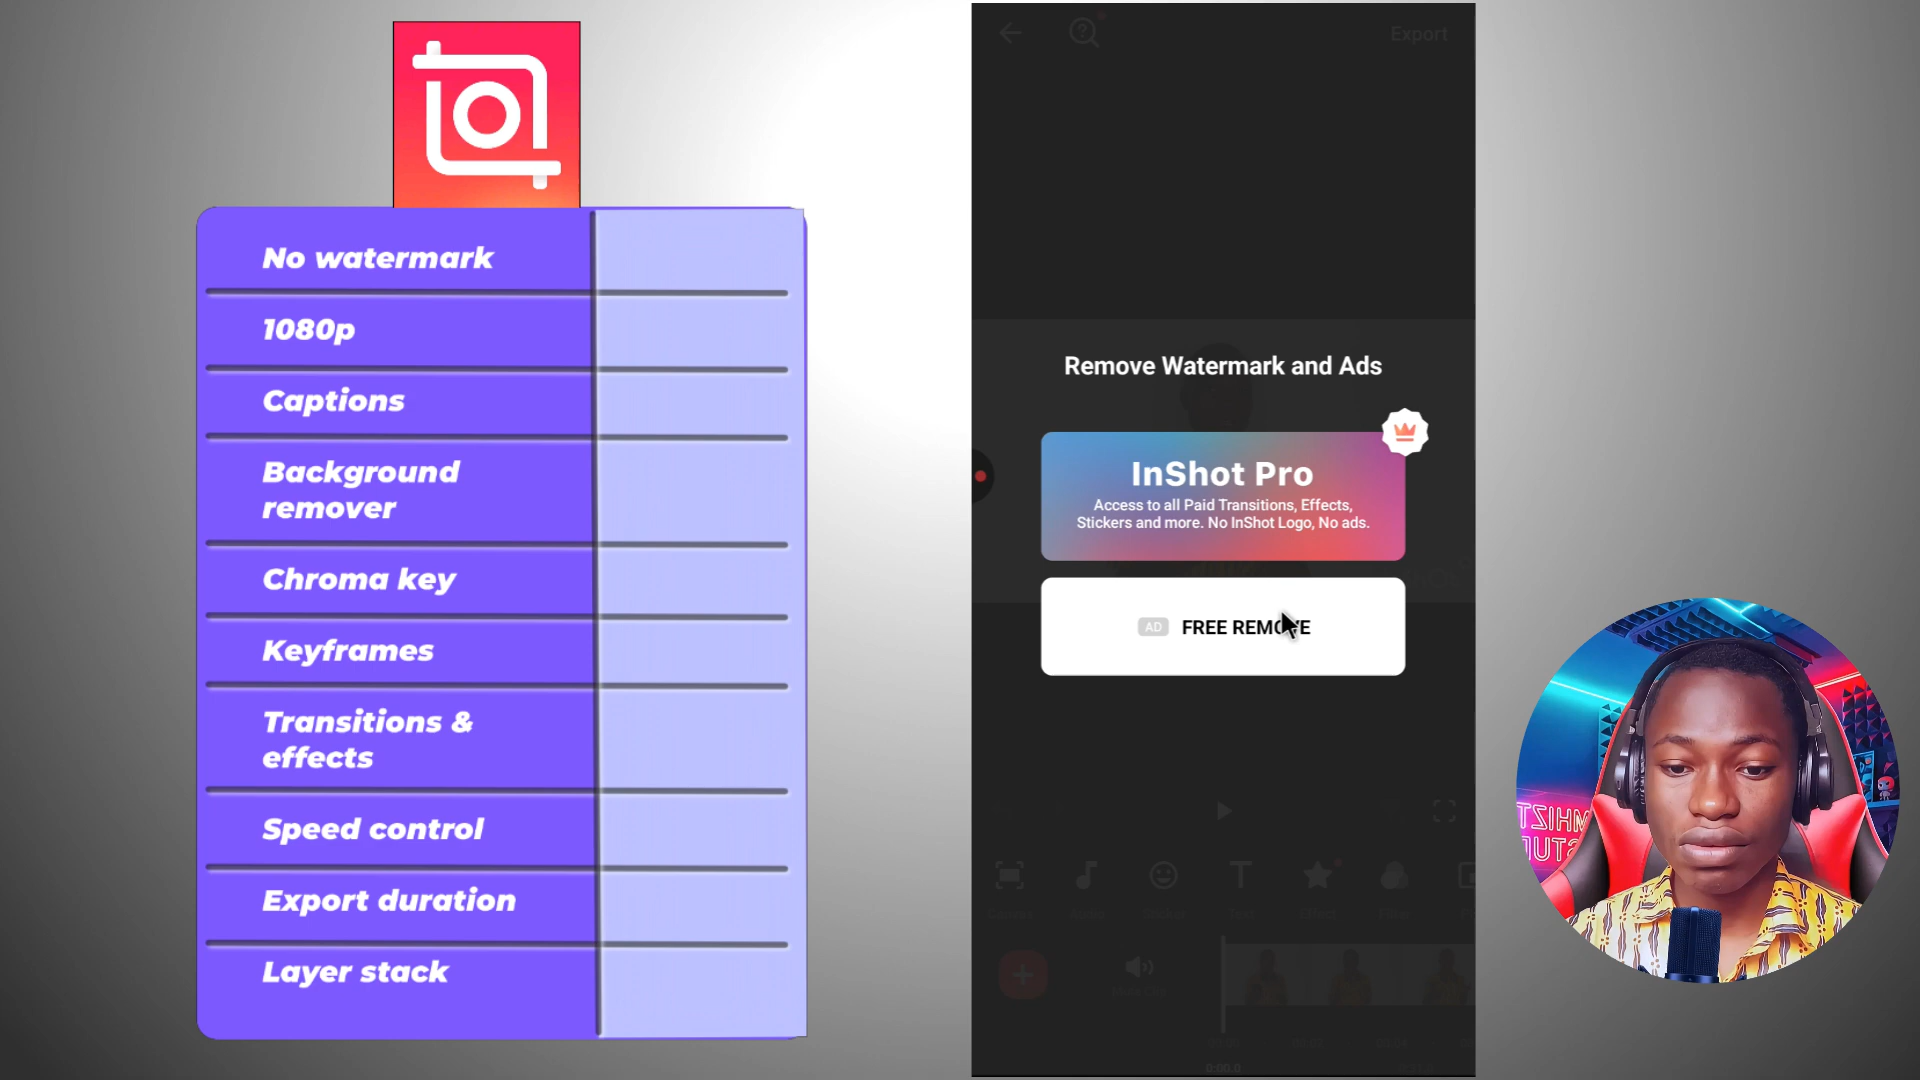 No watermark
1080p
Captions
Background
remover
Chroma key
Keyframes
Transitions &
effects
Speed control
Export duration
Layer stack
Export
Remove Watermark and Ads
InShot Pro
Access to all Paid Transitions, Effects,
Stickers and more. No InShot Logo, No ads.
AD FREE REMOVE